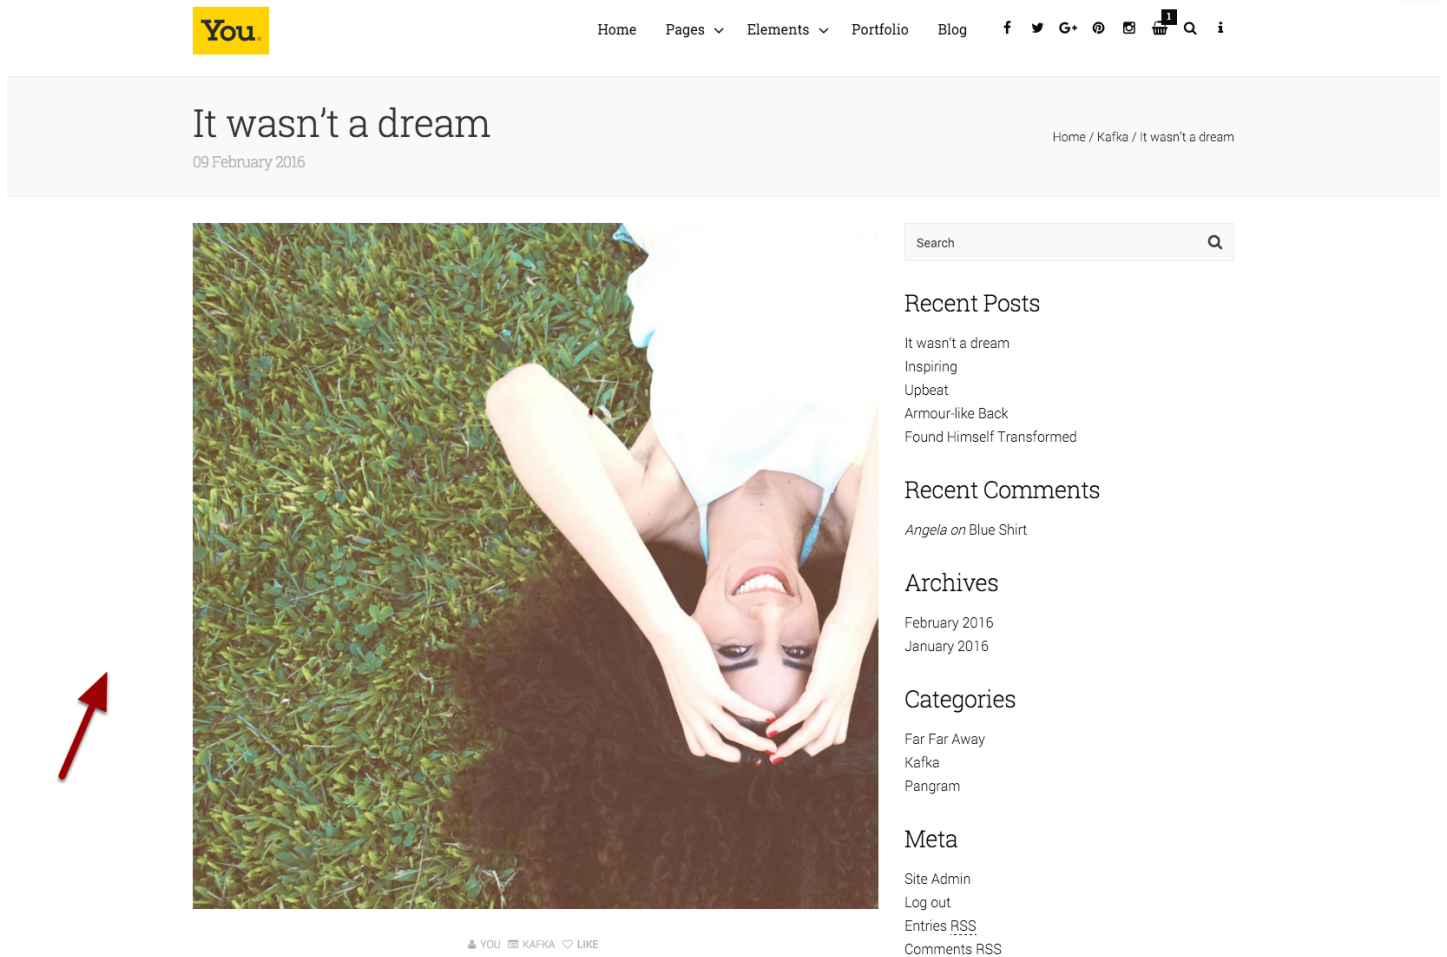 You.
Home Pages Elements Portfolio Blog
1
It wasn't a dream
09 February 2016
Home / Kafka / It wasn't a dream
Search
Recent Posts
It wasn't a dream
Inspiring
Upbeat
Armour-like Back
Found Himself Transformed
Recent Comments
Angela on Blue Shirt
Archives
February 2016
January 2016
Categories
Far Far Away
Kafka
Pangram
Meta
Site Admin
Log out
Entries RSS
Comments RSS
YOU KAFKA LIKE